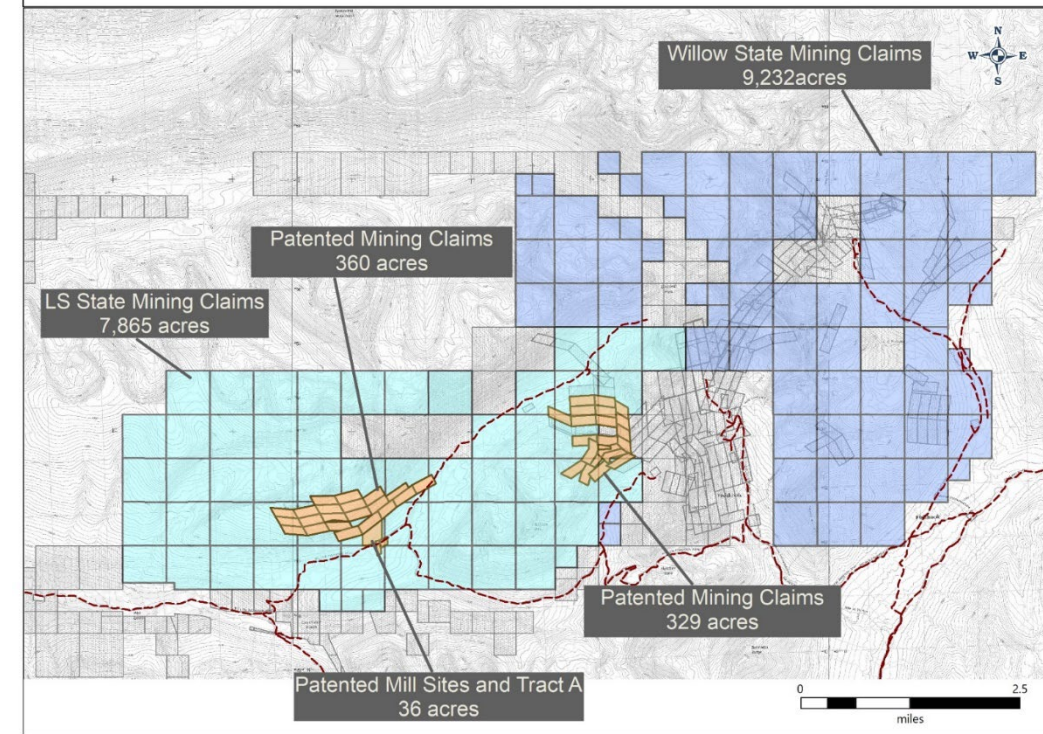 N
W E
S
Willow State Mining Claims
9,232acres
Patented Mining Claims
360 acres
LS State Mining Claims
7,865 acres
Patented Mining Claims
329 acres
Patented Mill Sites and Tract A
36 acres
0 2.5
miles